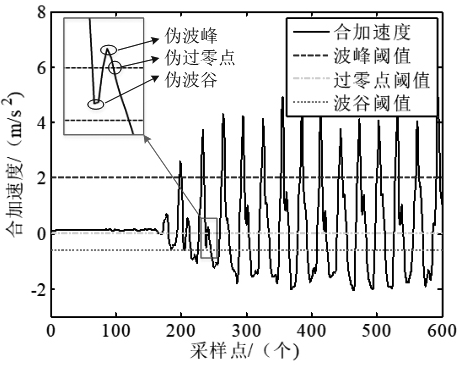 合加速度/(m/s²)
8
6
4
2
0
-2
伪波峰
伪过零点
伪波谷
合加速度
波峰阈值
过零点阈值
波谷阈值
0 100 200 300 400 500 600
采样点/(个)